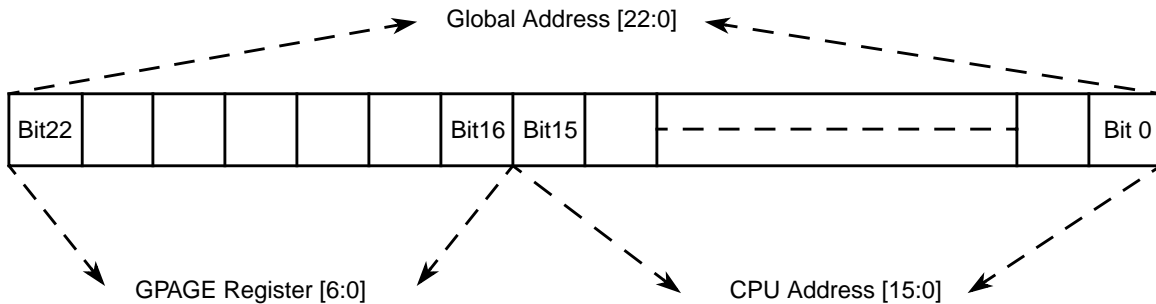 Global Address [22:0]
Bit22 Bit16 Bit15 Bit 0
GPAGE Register [6:0] CPU Address [15:0]